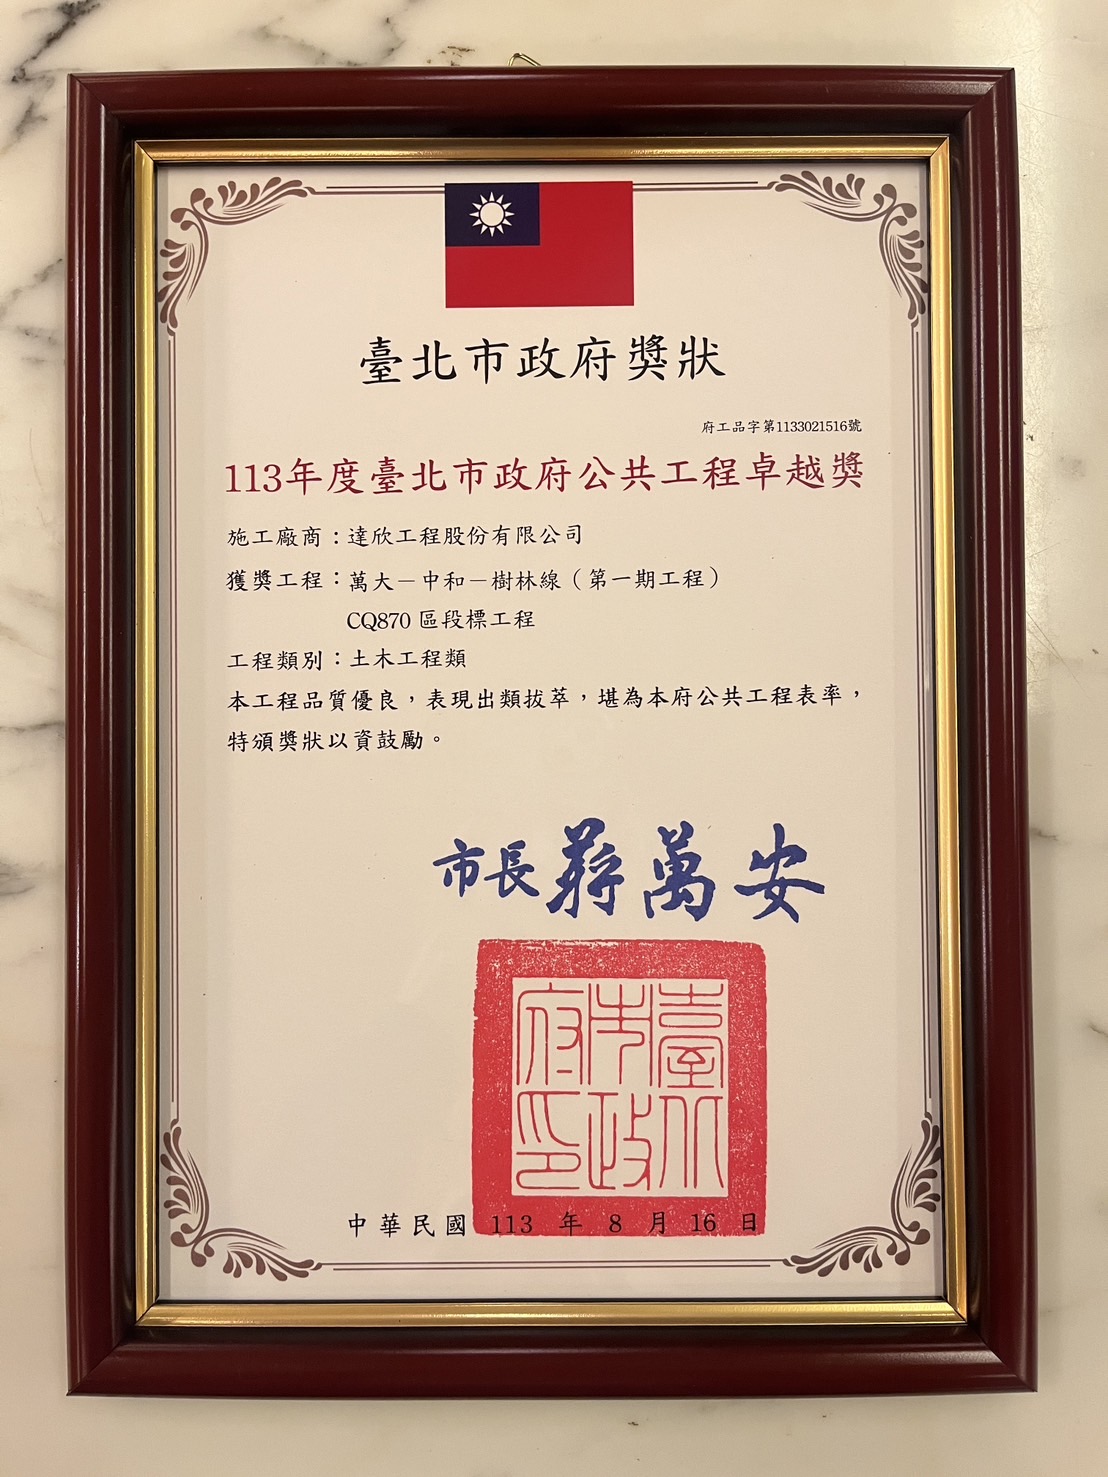 臺北市政府獎狀
府工品字第1133021516號
113年度臺北市政府公共工程卓越獎
施工廠商：達欣工程股份有限公司
獲獎工程：萬大－中和－樹林線（第一期工程）
CQ870 區段標工程
工程類別：土木工程類
本工程品質優良，表現出類拔萃，堪為本府公共工程表率，
特頒獎狀以資鼓勵。
市長 蔣萬安
臺北市政府印
中華民國 113 年 8 月 16 日